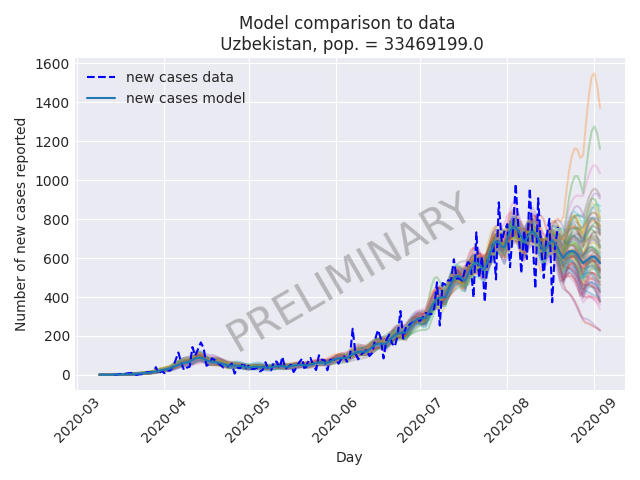 Model comparison to data
Uzbekistan, pop. = 33469199.0
new cases data
new cases model
PRELIMINARY
Number of new cases reported
1600
1400
1200
1000
800
600
400
200
0
2020-03
2020-04
2020-05
2020-06
2020-07
2020-08
2020-09
Day